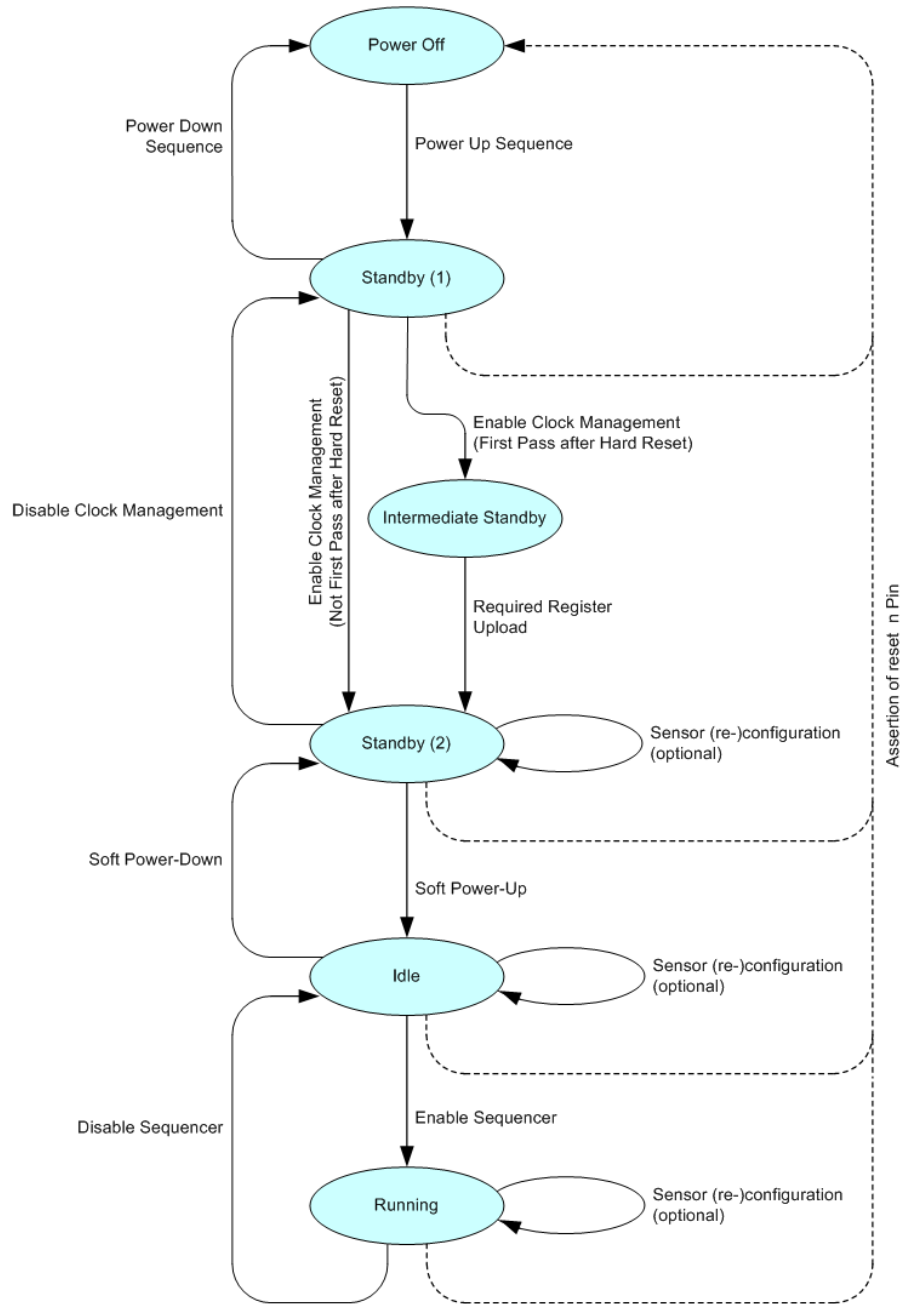 Power Off
Power Down
Sequence
Power Up Sequence
Standby (1)
Enable Clock Management
(Not First Pass after Hard Reset)
Enable Clock Management
(First Pass after Hard Reset)
Disable Clock Management
Intermediate Standby
Required Register
Upload
Assertion of reset n Pin
Standby (2)
Sensor (re-)configuration
(optional)
Soft Power-Down
Soft Power-Up
Idle
Sensor (re-)configuration
(optional)
Disable Sequencer
Enable Sequencer
Running
Sensor (re-)configuration
(optional)